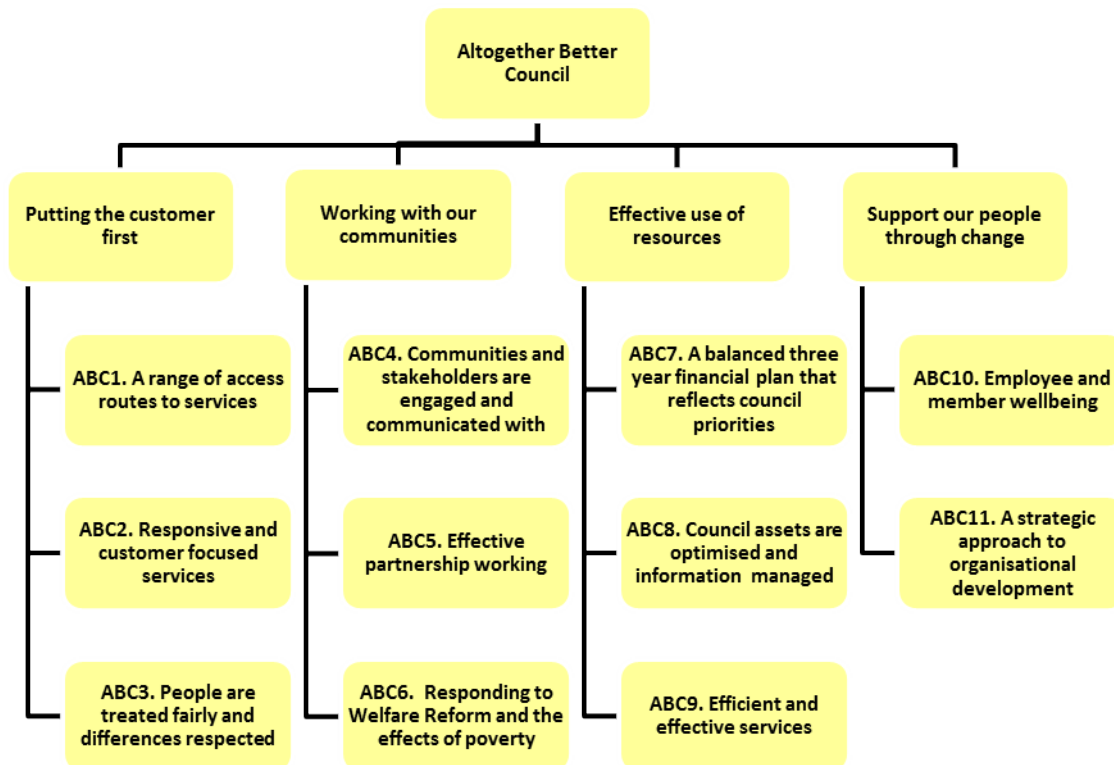 Altogether Better
Council
Putting the customer
first
Working with our
communities
Effective use of
resources
Support our people
through change
ABC1. A range of access
routes to services
ABC2. Responsive and
customer focused
services
ABC3. People are
treated fairly and
differences respected
ABC4. Communities and
stakeholders are
engaged and
communicated with
ABC5. Effective
partnership working
ABC6.  Responding to
Welfare Reform and the
effects of poverty
ABC7. A balanced three
year financial plan that
reflects council
priorities
ABC8. Council assets are
optimised and
information  managed
ABC9. Efficient and
effective services
ABC10. Employee and
member wellbeing
ABC11. A strategic
approach to
organisational
development